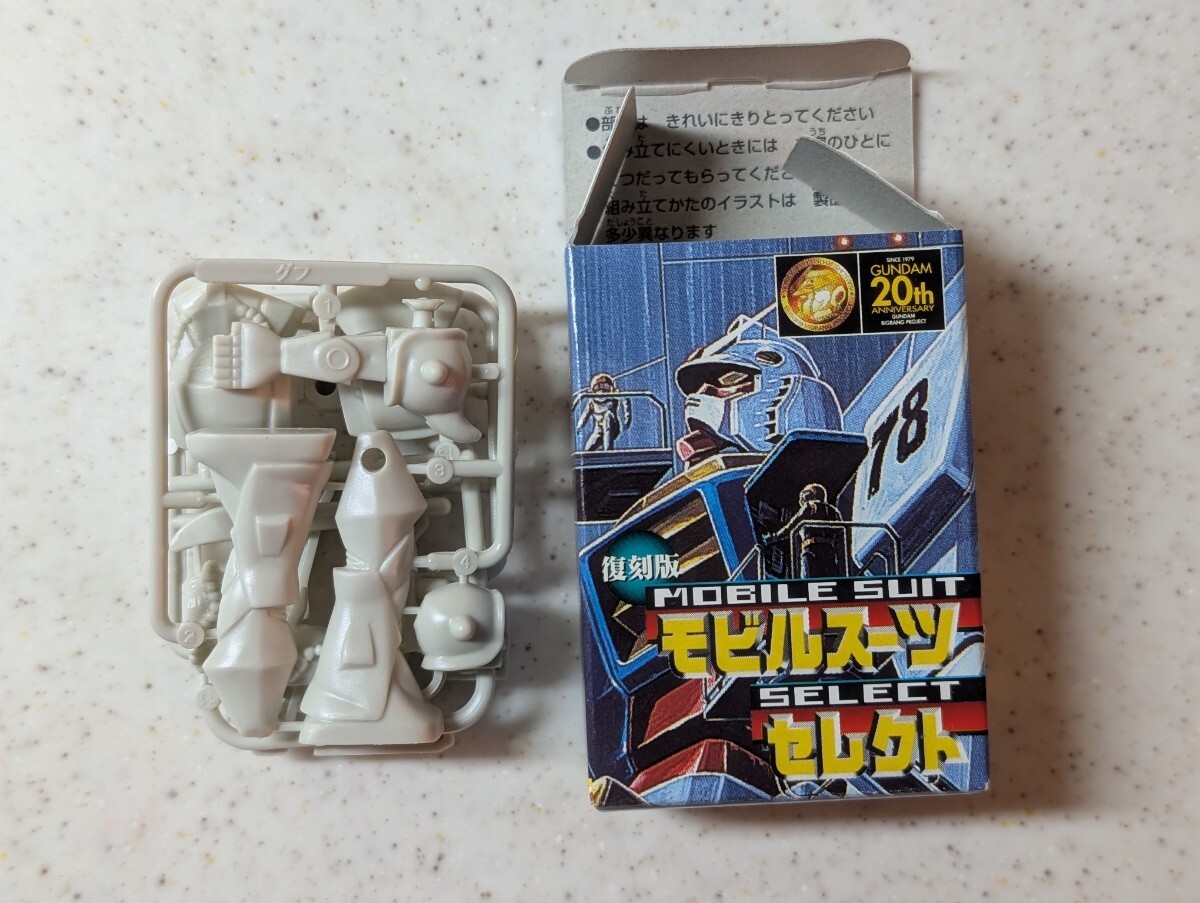 ●部 は きれいにきりとってください
み立てにくいときには のひとに
つだってもらってくだ
組み立てかたのイラストは 製
多少異なります
SINCE 1979
GUNDAM
20th
ANNIVERSARY
GUNDAM
BIGBANG PROJECT
78
復刻版
MOBILE SUIT
モビルスーツ
SELECT
セレクト
グフ
1
3
4
2